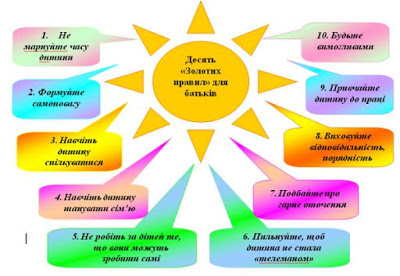 Десять
«Золотих
правил» для
батьків
1. Не
марнуйте часу
дитини
2. Формуйте
самоповагу
3. Навчіть
дитину
спілкуватися
4. Навчіть дитину
шанувати сім’ю
5. Не робіть за дітей те,
що вони можуть
зробити самі
6. Пильнуйте, щоб
дитина не стала
«телеманом»
7. Подбайте про
гарне оточення
8. Виховуйте
відповідальність,
порядність
9. Привчайте
дитину до праці
10. Будьте
вимогливими